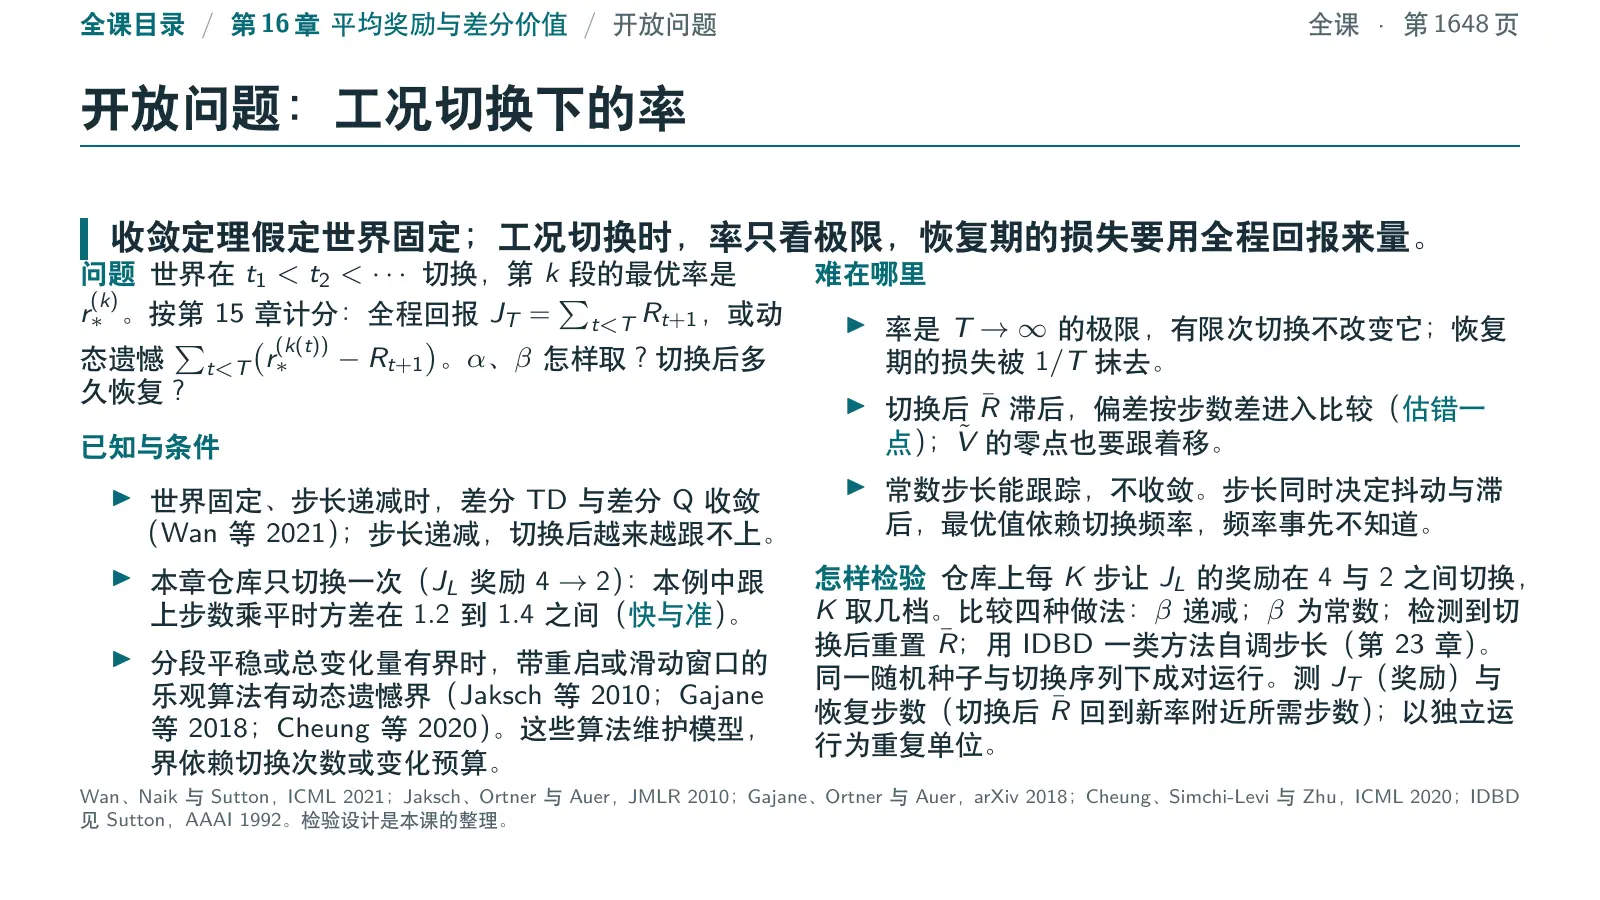 全课目录 / 第 16 章 平均奖励与差分价值 / 开放问题
全课 · 第 1648 页
开放问题：工况切换下的率
收敛定理假定世界固定；工况切换时，率只看极限，恢复期的损失要用全程回报来量。
问题 世界在 t₁ < t₂ < ⋯ 切换，第 k 段的最优率是
r_*^{(k)}。按第 15 章计分：全程回报 J_T = ∑_{t<T} R_{t+1}，或动
态遗憾 ∑_{t<T}(r_*^{(k(t))} − R_{t+1})。α、β 怎样取？切换后多
久恢复？
已知与条件
▶ 世界固定、步长递减时，差分 TD 与差分 Q 收敛
(Wan 等 2021)；步长递减，切换后越来越跟不上。
▶ 本章仓库只切换一次（J_L 奖励 4 → 2）：本例中跟
上步数乘平时方差在 1.2 到 1.4 之间（快与准）。
▶ 分段平稳或总变化量有界时，带重启或滑动窗口的
乐观算法有动态遗憾界（Jaksch 等 2010；Gajane
等 2018；Cheung 等 2020）。这些算法维护模型，
界依赖切换次数或变化预算。
难在哪里
▶ 率是 T → ∞ 的极限，有限次切换不改变它；恢复
期的损失被 1/T 抹去。
▶ 切换后 R̄ 滞后，偏差按步数差进入比较（估错一
点）；Ṽ 的零点也要跟着移。
▶ 常数步长能跟踪，不收敛。步长同时决定抖动与滞
后，最优值依赖切换频率，频率事先不知道。
怎样检验 仓库上每 K 步让 J_L 的奖励在 4 与 2 之间切换，
K 取几档。比较四种做法：β 递减；β 为常数；检测到切
换后重置 R̄；用 IDBD 一类方法自调步长（第 23 章）。
同一随机种子与切换序列下成对运行。测 J_T（奖励）与
恢复步数（切换后 R̄ 回到新率附近所需步数）；以独立运
行为重复单位。
Wan、Naik 与 Sutton，ICML 2021；Jaksch、Ortner 与 Auer，JMLR 2010；Gajane、Ortner 与 Auer，arXiv 2018；Cheung、Simchi-Levi 与 Zhu，ICML 2020；IDBD
见 Sutton，AAAI 1992。检验设计是本课的整理。